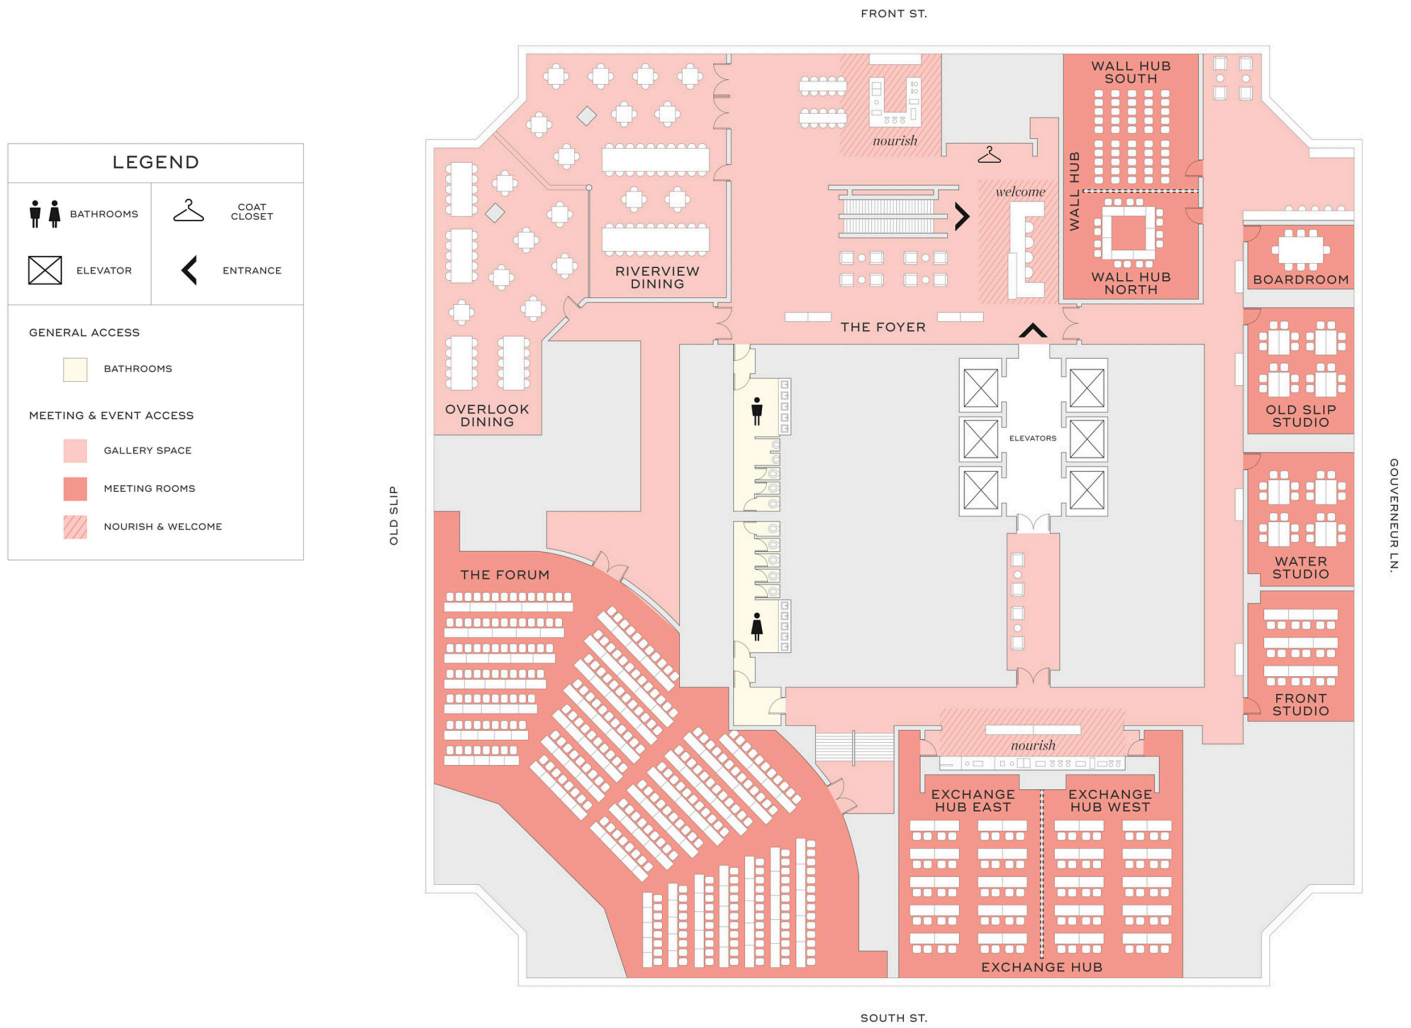 FRONT ST.
LEGEND
BATHROOMS
COAT
CLOSET
ELEVATOR
ENTRANCE
GENERAL ACCESS
BATHROOMS
MEETING & EVENT ACCESS
GALLERY SPACE
MEETING ROOMS
NOURISH & WELCOME
OLD SLIP
GOUVERNEUR LN.
WALL HUB
SOUTH
nourish
welcome
WALL HUB
WALL HUB
NORTH
RIVERVIEW
DINING
BOARDROOM
THE FOYER
OVERLOOK
DINING
OLD SLIP
STUDIO
ELEVATORS
WATER
STUDIO
THE FORUM
FRONT
STUDIO
nourish
EXCHANGE
HUB EAST
EXCHANGE
HUB WEST
EXCHANGE HUB
SOUTH ST.